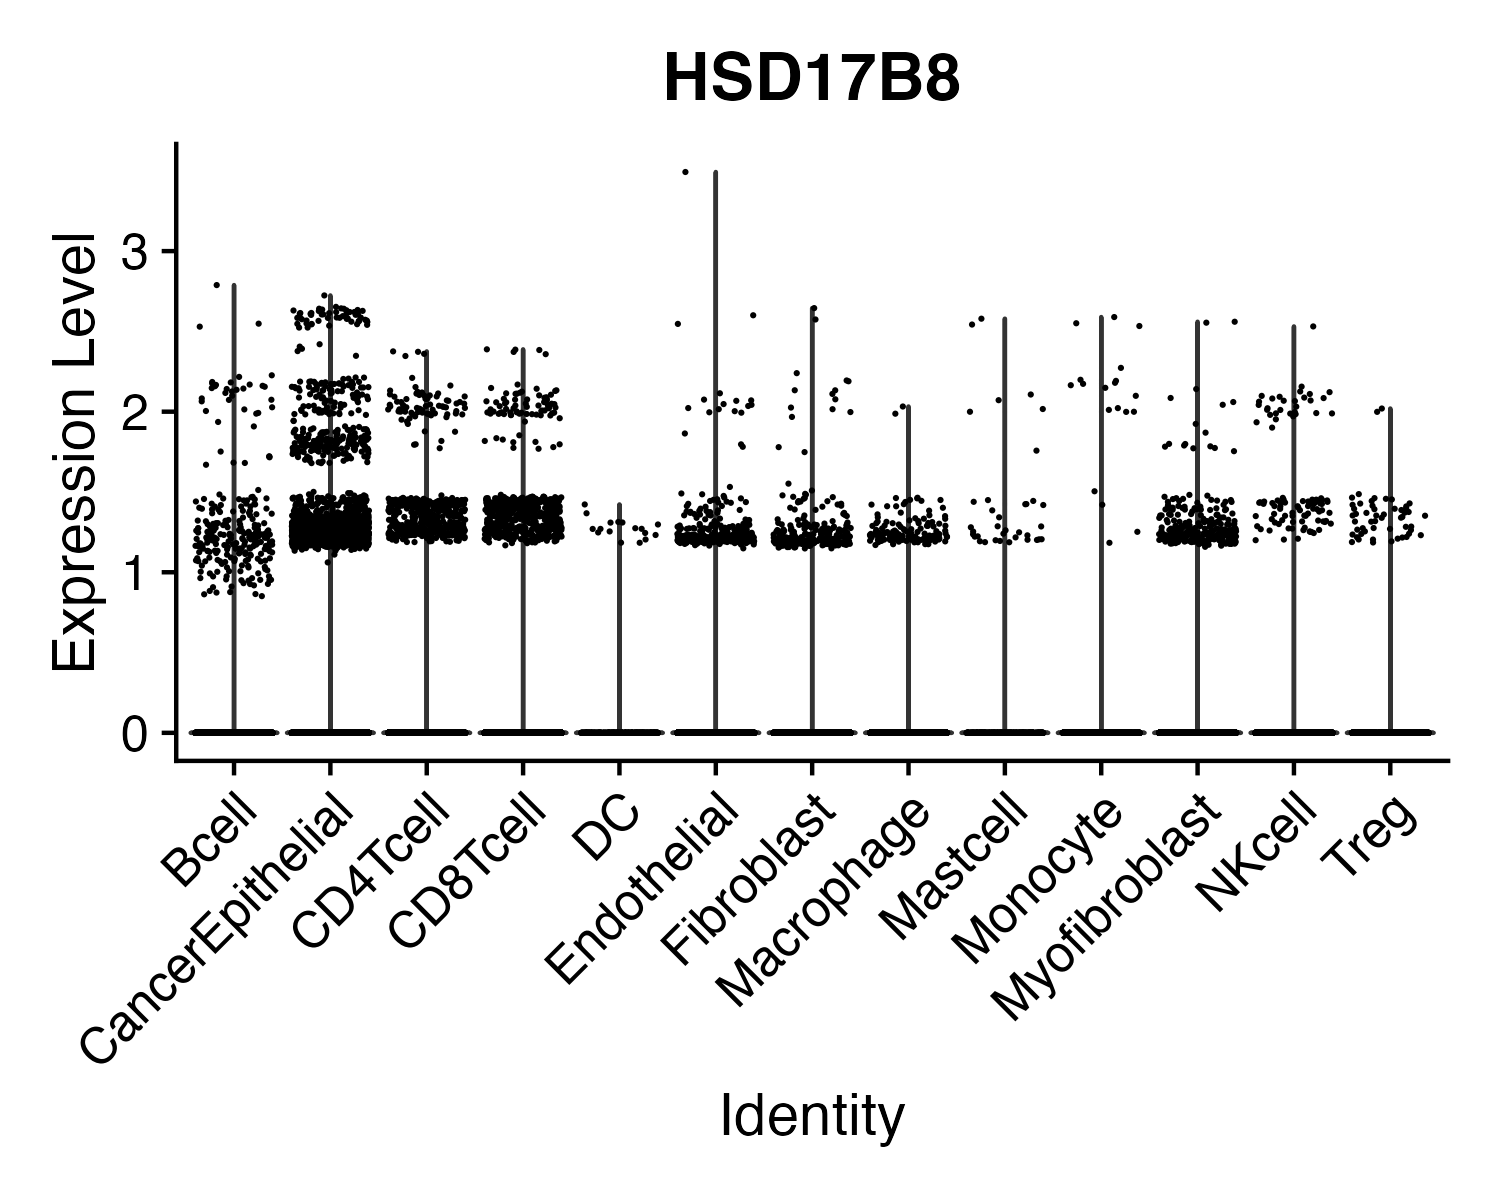 HSD17B8
Expression Level
3
2
1
0
Bcell
CancerEpithelial
CD4Tcell
CD8Tcell
DC
Endothelial
Fibroblast
Macrophage
Mastcell
Monocyte
Myofibroblast
NKcell
Treg
Identity